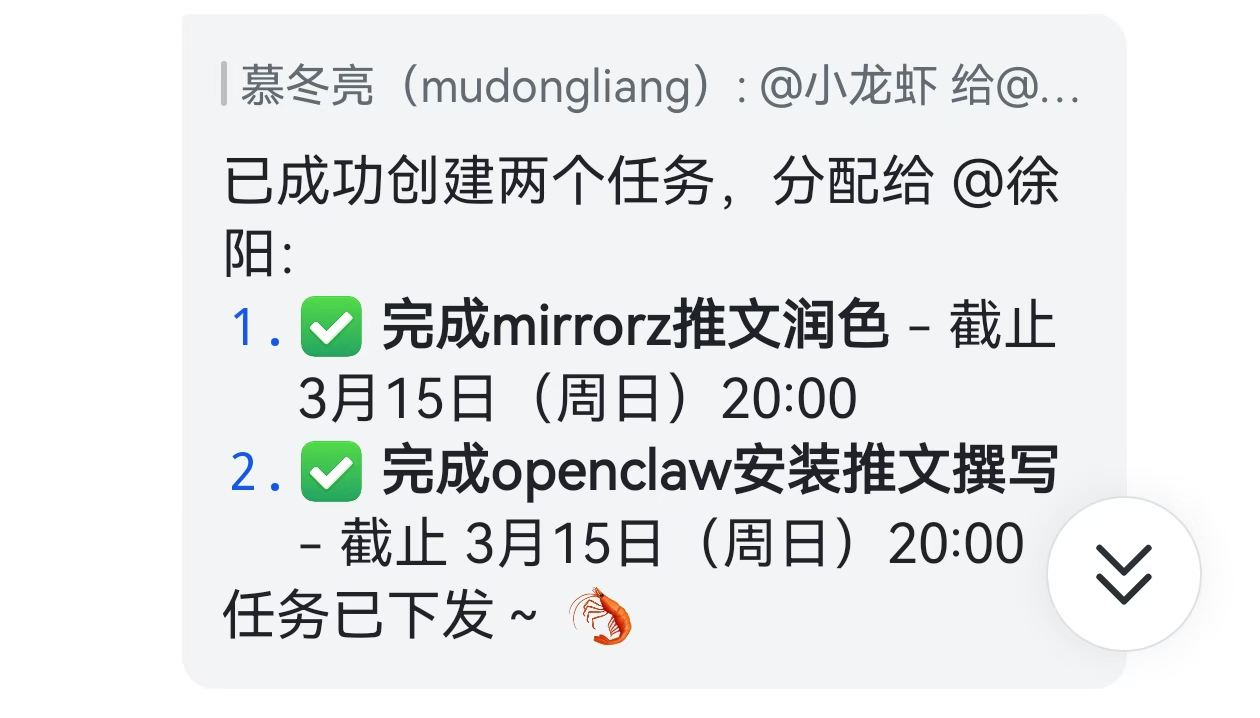 慕冬亮（mudongliang）: @小龙虾 给@...
已成功创建两个任务，分配给 @徐
阳：
1. ✅ 完成mirrorz推文润色 - 截止
3月15日（周日）20:00
2. ✅ 完成openclaw安装推文撰写
- 截止 3月15日（周日）20:00
任务已下发 ~ 🦐